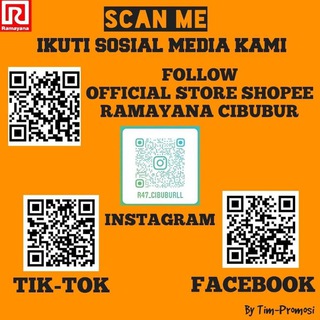 R
Ramayana
SCAN ME
IKUTI SOSIAL MEDIA KAMI
FOLLOW
OFFICIAL STORE SHOPEE
RAMAYANA CIBUBUR
R47.CIBUBURLL
INSTAGRAM
TIK-TOK
FACEBOOK
By Tim-Promosi